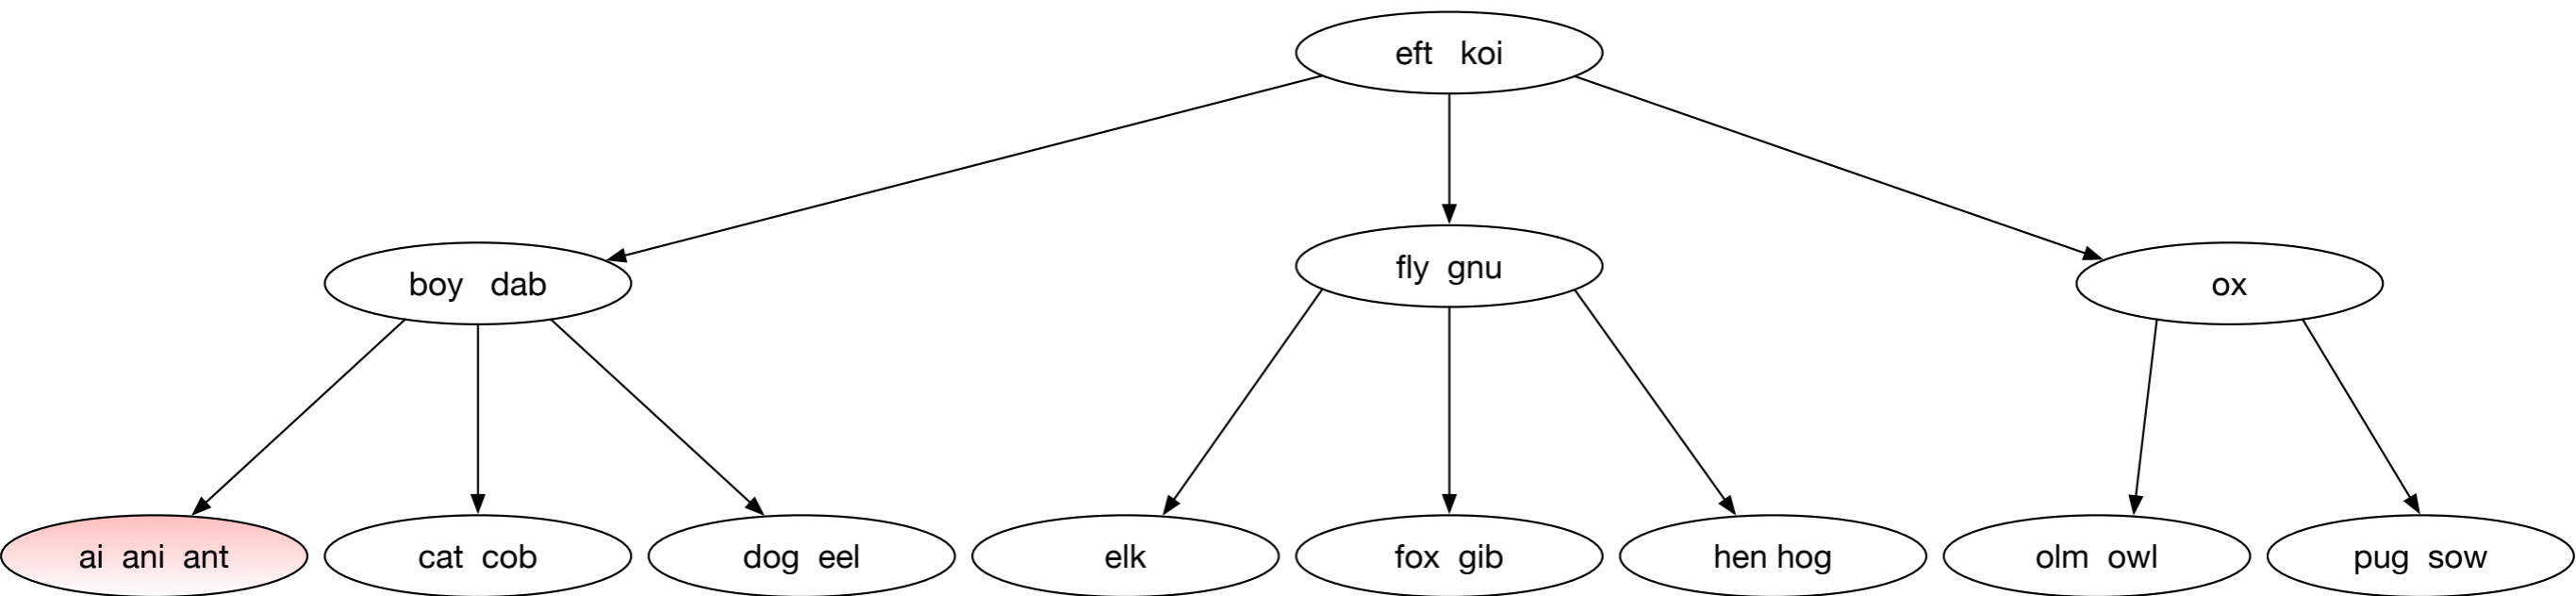 eft koi
boy dab
fly gnu
ox
ai ani ant
cat cob
dog eel
elk
fox gib
hen hog
olm owl
pug sow